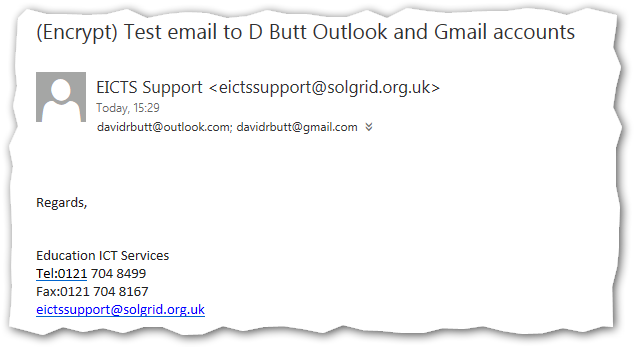 (Encrypt) Test email to D Butt Outlook and Gmail accounts
EICTS Support <eictssupport@solgrid.org.uk>
Today, 15:29
davidrbutt@outlook.com; davidrbutt@gmail.com
Regards,
Education ICT Services
Tel:0121 704 8499
Fax:0121 704 8167
eictssupport@solgrid.org.uk